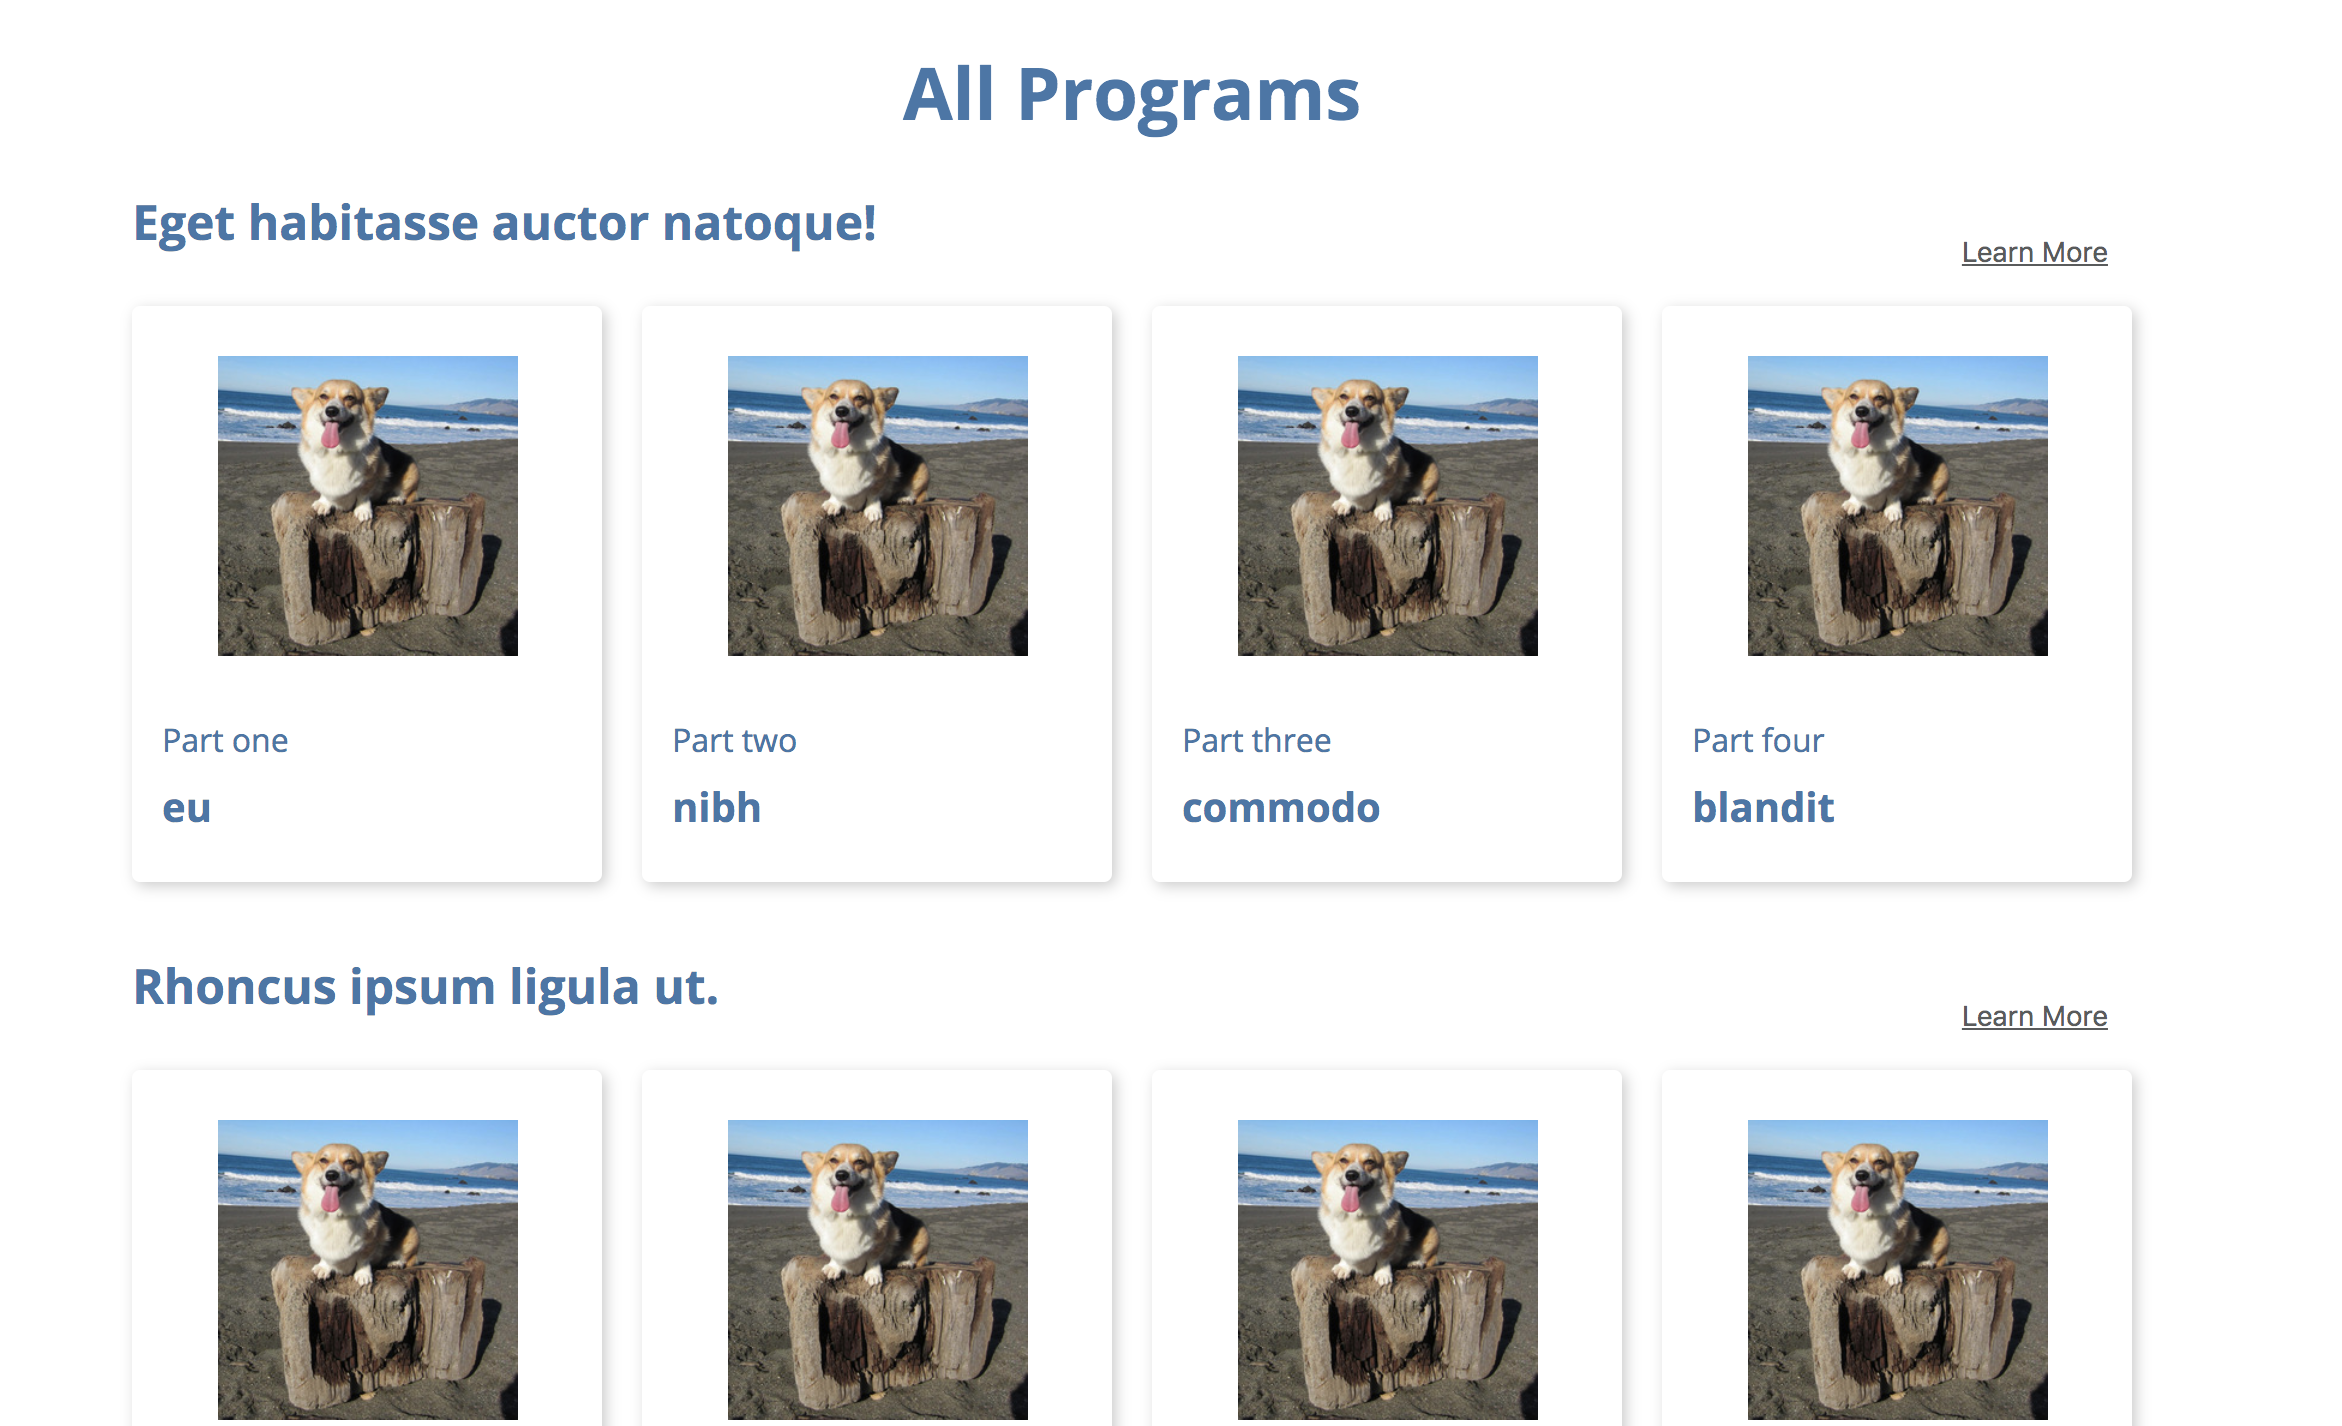 All Programs
Eget habitasse auctor natoque!
Learn More
Part one
eu
Part two
nibh
Part three
commodo
Part four
blandit
Rhoncus ipsum ligula ut.
Learn More